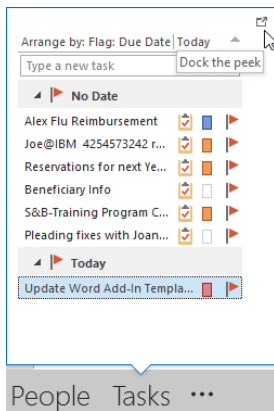 Arrange by: Flag: Due Date Today
Dock the peek
Type a new task
No Date
Alex Flu Reimbursement
Joe@IBM 4254573242 r...
Reservations for next Ye...
Beneficiary Info
S&B-Training Program C...
Pleading fixes with Joan...
Today
Update Word Add-In Templa...
People Tasks •••